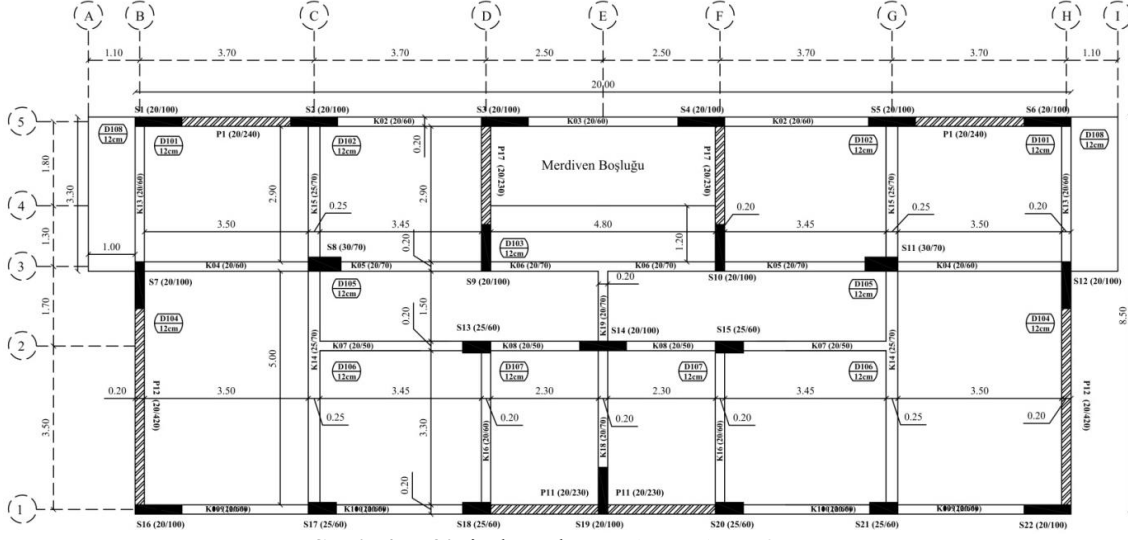 A B C D E F G H I
1.10 3.70 3.70 2.50 2.50 3.70 3.70 1.10
20.00
S1 (20/100) S2 (20/100) S3 (20/100) S4 (20/100) S5 (20/100) S6 (20/100)
5 K02 (20/60) K03 (20/60) K02 (20/60)
D108 12cm D101 12cm P1 (20/240) D102 12cm D102 12cm P1 (20/240) D101 12cm D108 12cm
0.20
1.80 3.30 K13 (20/60) 2.90 K15 (25/70) 2.90 P17 (20/230) Merdiven Boşluğu P17 (20/230) K15 (25/70) K13 (20/60)
4 0.25 0.20 0.25 0.20
3.50 3.45 4.80 3.45 3.50
1.30 1.00 S8 (30/70) 0.20 D103 12cm 1.20 S11 (30/70)
3 K04 (20/60) K05 (20/70) K06 (20/70) K06 (20/70) K05 (20/70) K04 (20/60)
S7 (20/100) S9 (20/100) 0.20 S10 (20/100) S12 (20/100)
D105 12cm D105 12cm
1.70 1.50 0.20 K19 (20/70) 8.50
D104 12cm S13 (25/60) S14 (20/100) S15 (25/60) D104 12cm
2 K07 (20/50) K08 (20/50) K08 (20/50) K07 (20/50)
K14 (25/70) 5.00 K14 (25/70)
D106 12cm D107 12cm D107 12cm D106 12cm
0.20 3.50 3.45 2.30 2.30 3.45 3.50
P12 (20/420) 0.25 0.20 0.20 0.20 0.25 0.20 P12 (20/420)
3.50 3.30 K16 (20/60) K18 (20/70) K16 (20/60)
0.20 P11 (20/230) P11 (20/230)
1
S16 (20/100) S17 (25/60) S18 (25/60) S19 (20/100) S20 (25/60) S21 (25/60) S22 (20/100)